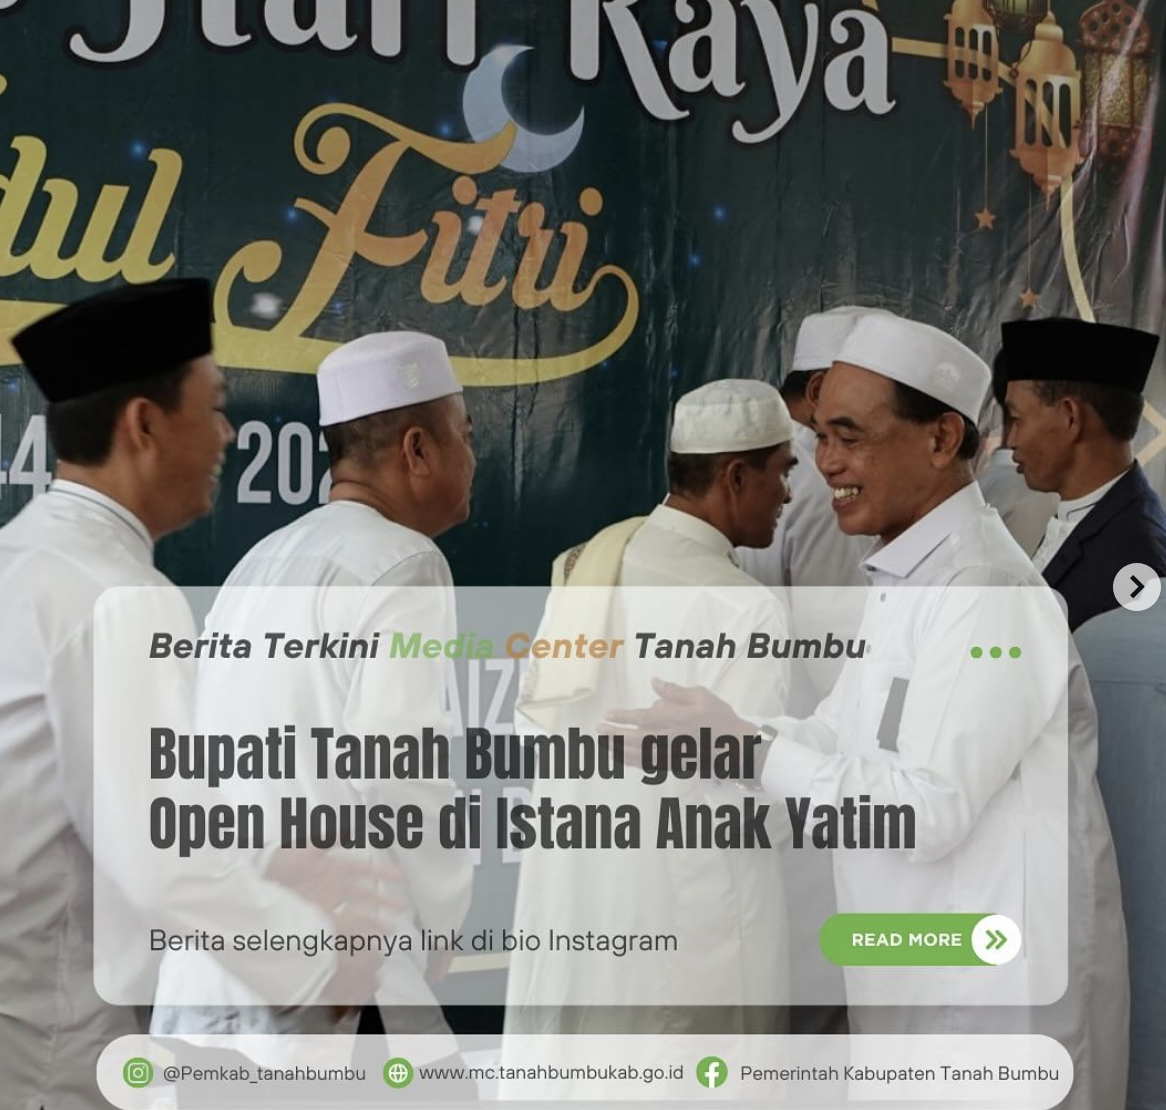 Hari Raya
dul Fitri
44 202
Berita Terkini Media Center Tanah Bumbu
Bupati Tanah Bumbu gelar
Open House di Istana Anak Yatim
Berita selengkapnya link di bio Instagram
READ MORE
@Pemkab_tanahbumbu
www.mc.tanahbumbukab.go.id
Pemerintah Kabupaten Tanah Bumbu